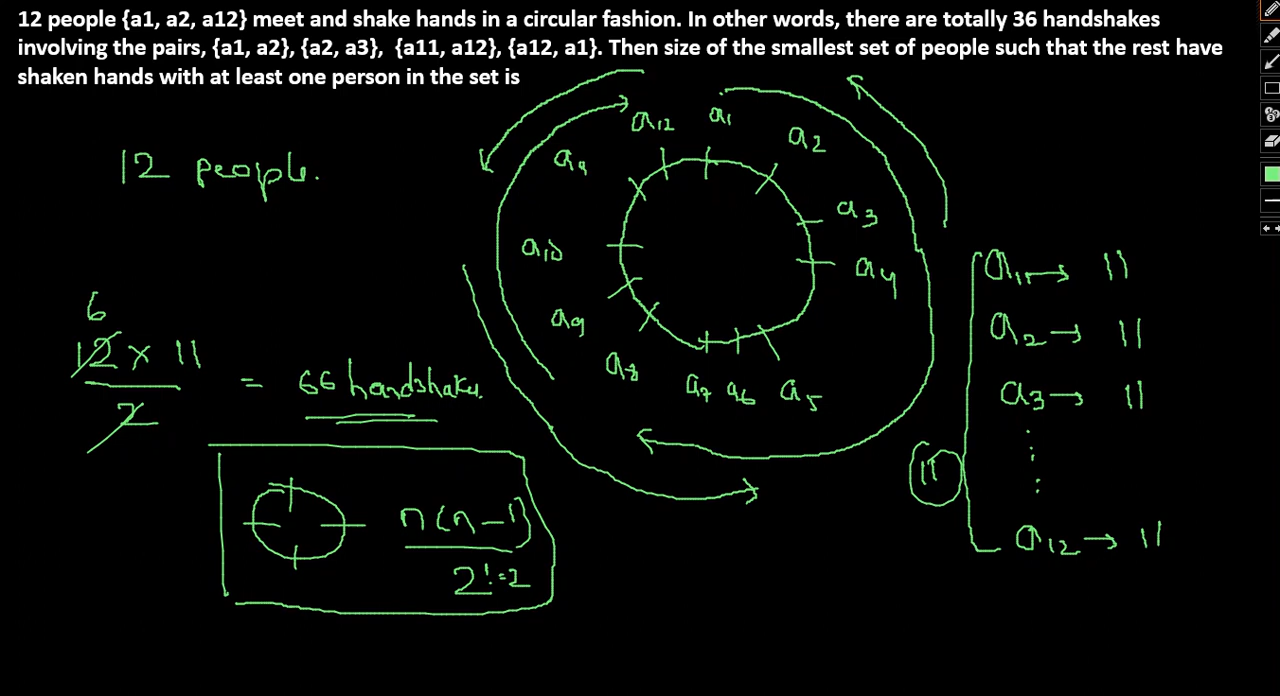 12 people {a1, a2, a12} meet and shake hands in a circular fashion. In other words, there are totally 36 handshakes
involving the pairs, {a1, a2}, {a2, a3},  {a11, a12}, {a12, a1}. Then size of the smallest set of people such that the rest have
shaken hands with at least one person in the set is
12 people.
a12 a1 a2
a9
a3
a10
a4
a9
a8
a7 a6 a5
6
12 x 11
2
= 66 handshakes.
n(n-1)
2!=2
a1 → 11
a2 → 11
a3 → 11
11
a12 → 11